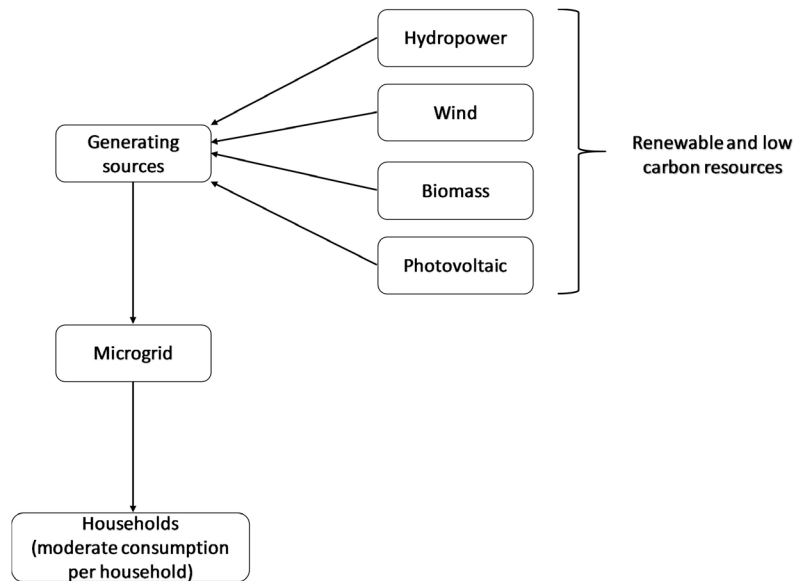 Hydropower
Wind
Biomass
Photovoltaic
Renewable and low
carbon resources
Generating
sources
Microgrid
Households
(moderate consumption
per household)